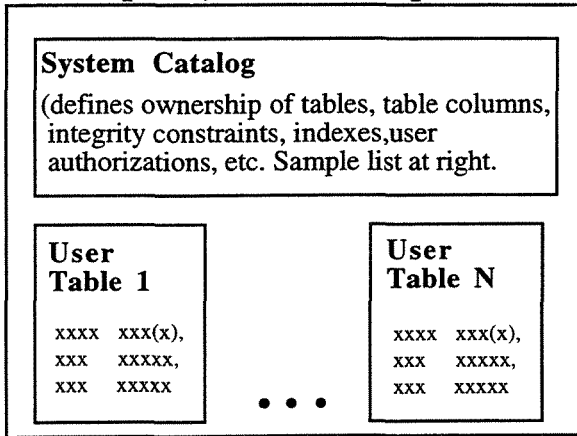 System Catalog
(defines ownership of tables, table columns,
integrity constraints, indexes,user
authorizations, etc. Sample list at right.
User
Table 1
xxxx xxx(x),
xxx xxxxx,
xxx xxxxx
• • •
User
Table N
xxxx xxx(x),
xxx xxxxx,
xxx xxxxx